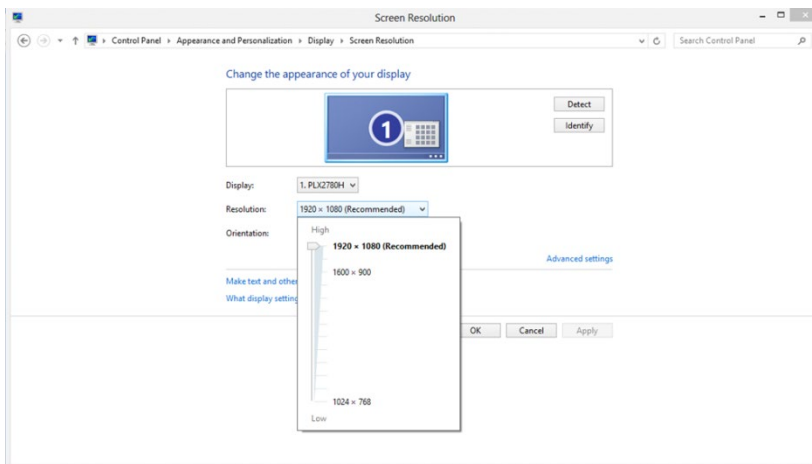 Screen Resolution
Control Panel Appearance and Personalization Display Screen Resolution
Search Control Panel
Change the appearance of your display
1
Detect
Identify
Display: 1. PLX2780H
Resolution: 1920 × 1080 (Recommended)
Orientation:
High
1920 × 1080 (Recommended)
1600 × 900
1024 × 768
Low
Advanced settings
Make text and other
What display setting
OK Cancel Apply